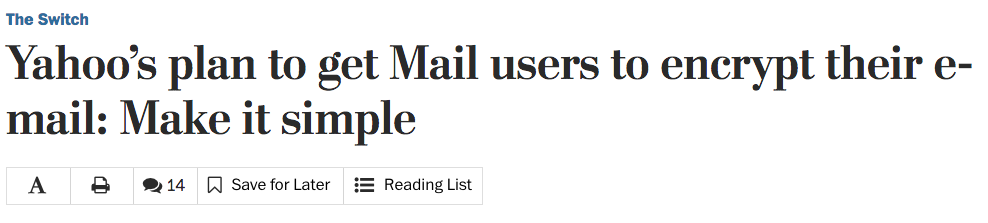 The Switch
Yahoo’s plan to get Mail users to encrypt their e-
mail: Make it simple
A 14 Save for Later Reading List